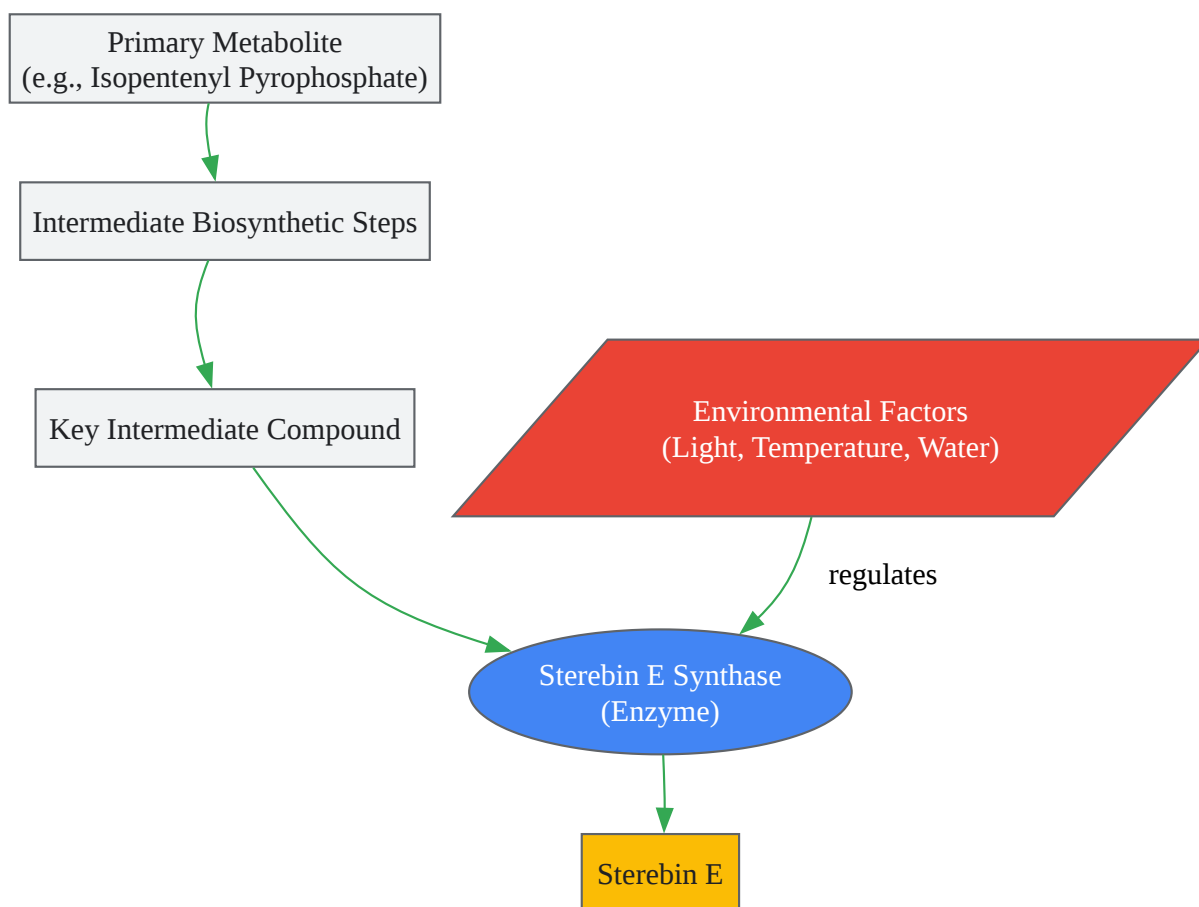 Primary Metabolite
(e.g., Isopentenyl Pyrophosphate)
Intermediate Biosynthetic Steps
Key Intermediate Compound
Environmental Factors
(Light, Temperature, Water)
regulates
Sterebin E Synthase
(Enzyme)
Sterebin E